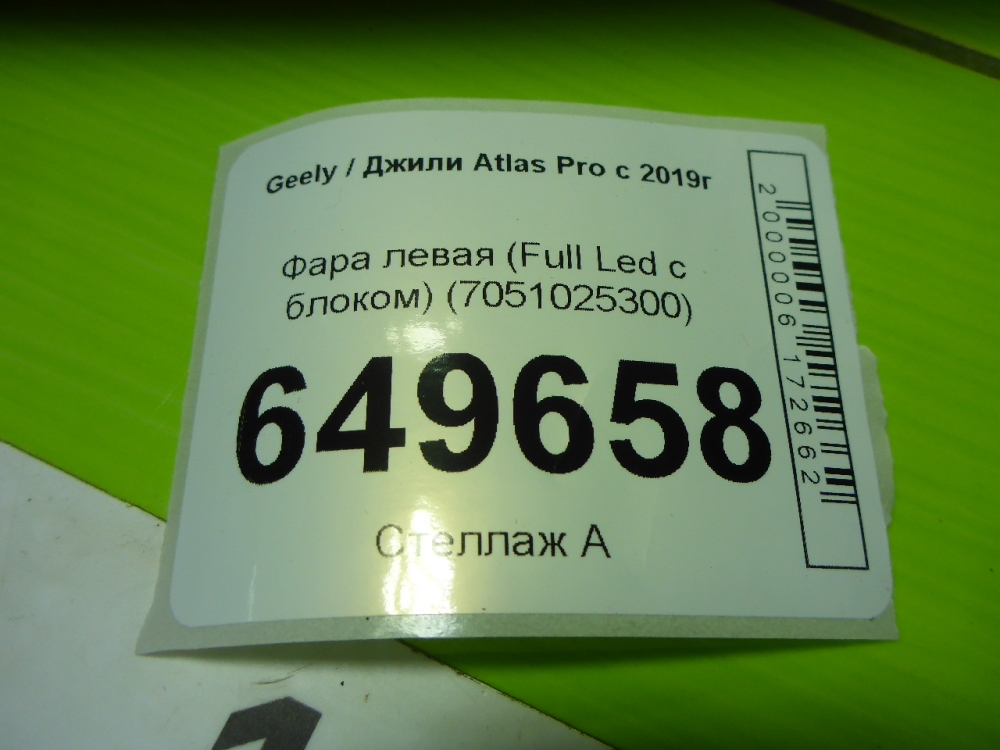 Geely / Джили Atlas Pro с 2019г
Фара левая (Full Led с
блоком) (7051025300)
649658
Стеллаж А
2000006172662